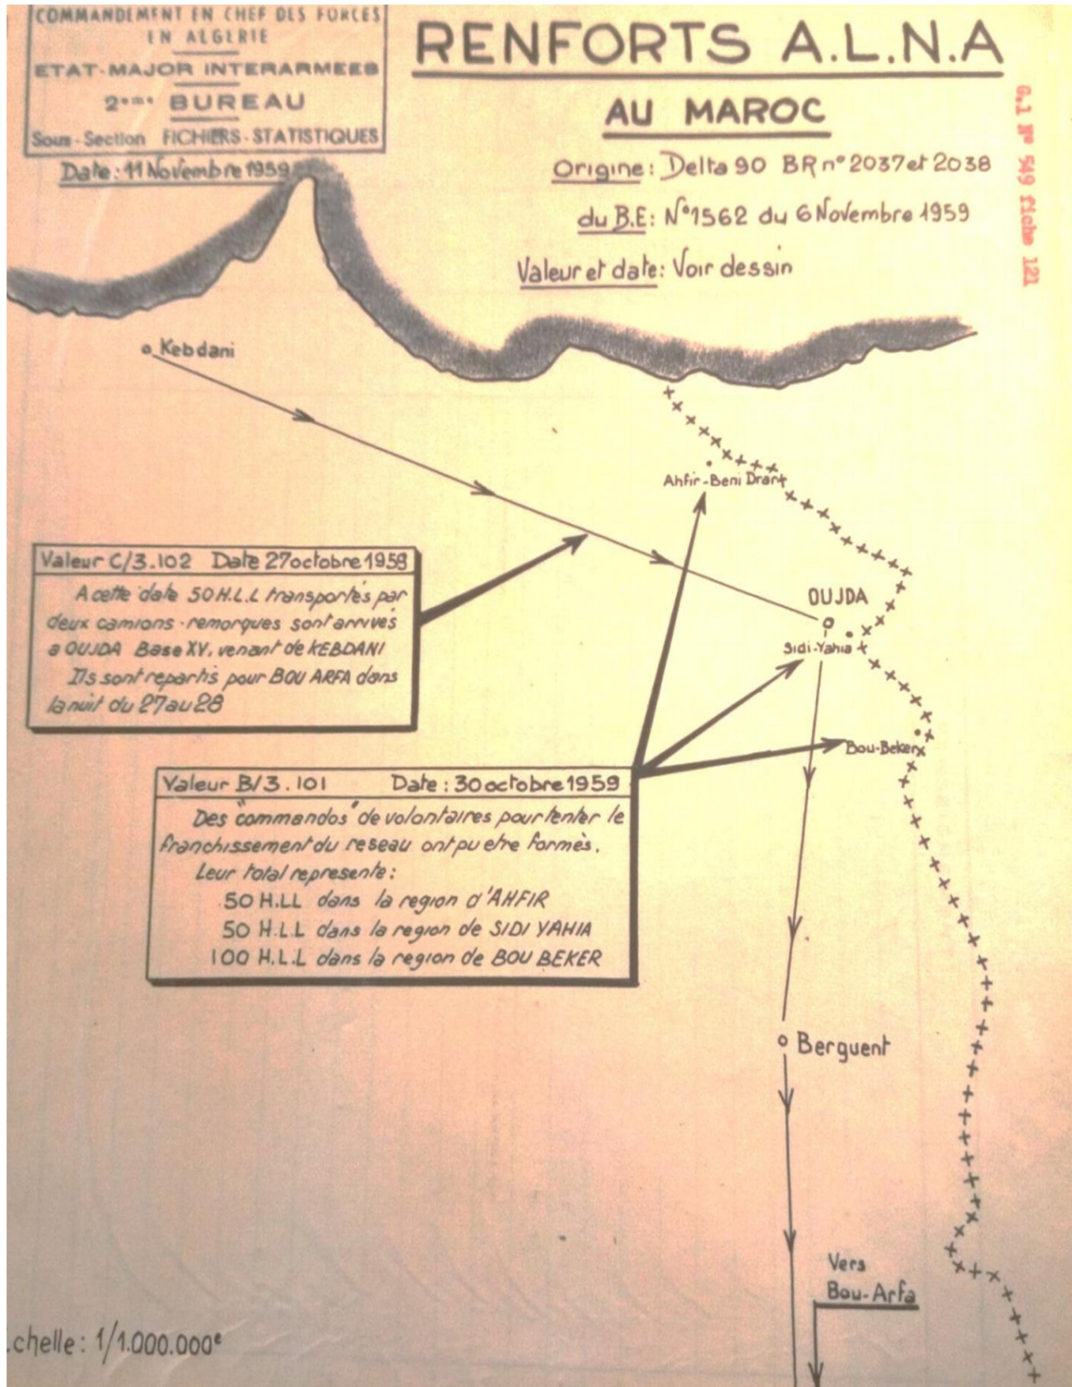 COMMANDEMENT EN CHEF DES FORCES
EN ALGERIE
ETAT-MAJOR INTERARMEES
2ème BUREAU
Sous-Section FICHIERS-STATISTIQUES
Date: 11 Novembre 1959
RENFORTS A.L.N.A
AU MAROC
Origine: Delta 90 BR n° 2037 et 2038
du B.E: N°1562 du 6 Novembre 1959
Valeur et date: Voir dessin
G.1 N° 549 fiche 121
Kebdani
Ahfir-Beni Drar
Valeur C/3.102 Date 27 octobre 1959
A cette date 50 H.L.L transportés par
deux camions-remorques sont arrivés
a OUJDA Base XV, venant de KEBDANI
Ils sont repartis pour BOU ARFA dans
la nuit du 27 au 28
OUJDA
Sidi-Yahia
Bou-Beker
Valeur B/3.101 Date: 30 octobre 1959
Des "commandos" de volontaires pour tenter le
franchissement du reseau ont pu etre formés.
Leur total represente:
50 H.LL dans la region d'AHFIR
50 H.L.L dans la region de SIDI YAHIA
100 H.L.L dans la region de BOU BEKER
Berguent
Vers
Bou-Arfa
chelle: 1/1.000.000e